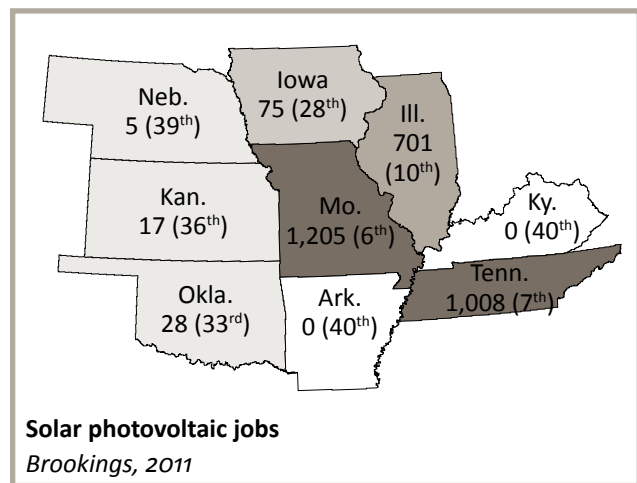 Neb.
5 (39th)
Iowa
75 (28th)
Ill.
701
(10th)
Kan.
17 (36th)
Mo.
1,205 (6th)
Ky.
0 (40th)
Okla.
28 (33rd)
Ark.
0 (40th)
Tenn.
1,008 (7th)
Solar photovoltaic jobs
Brookings, 2011